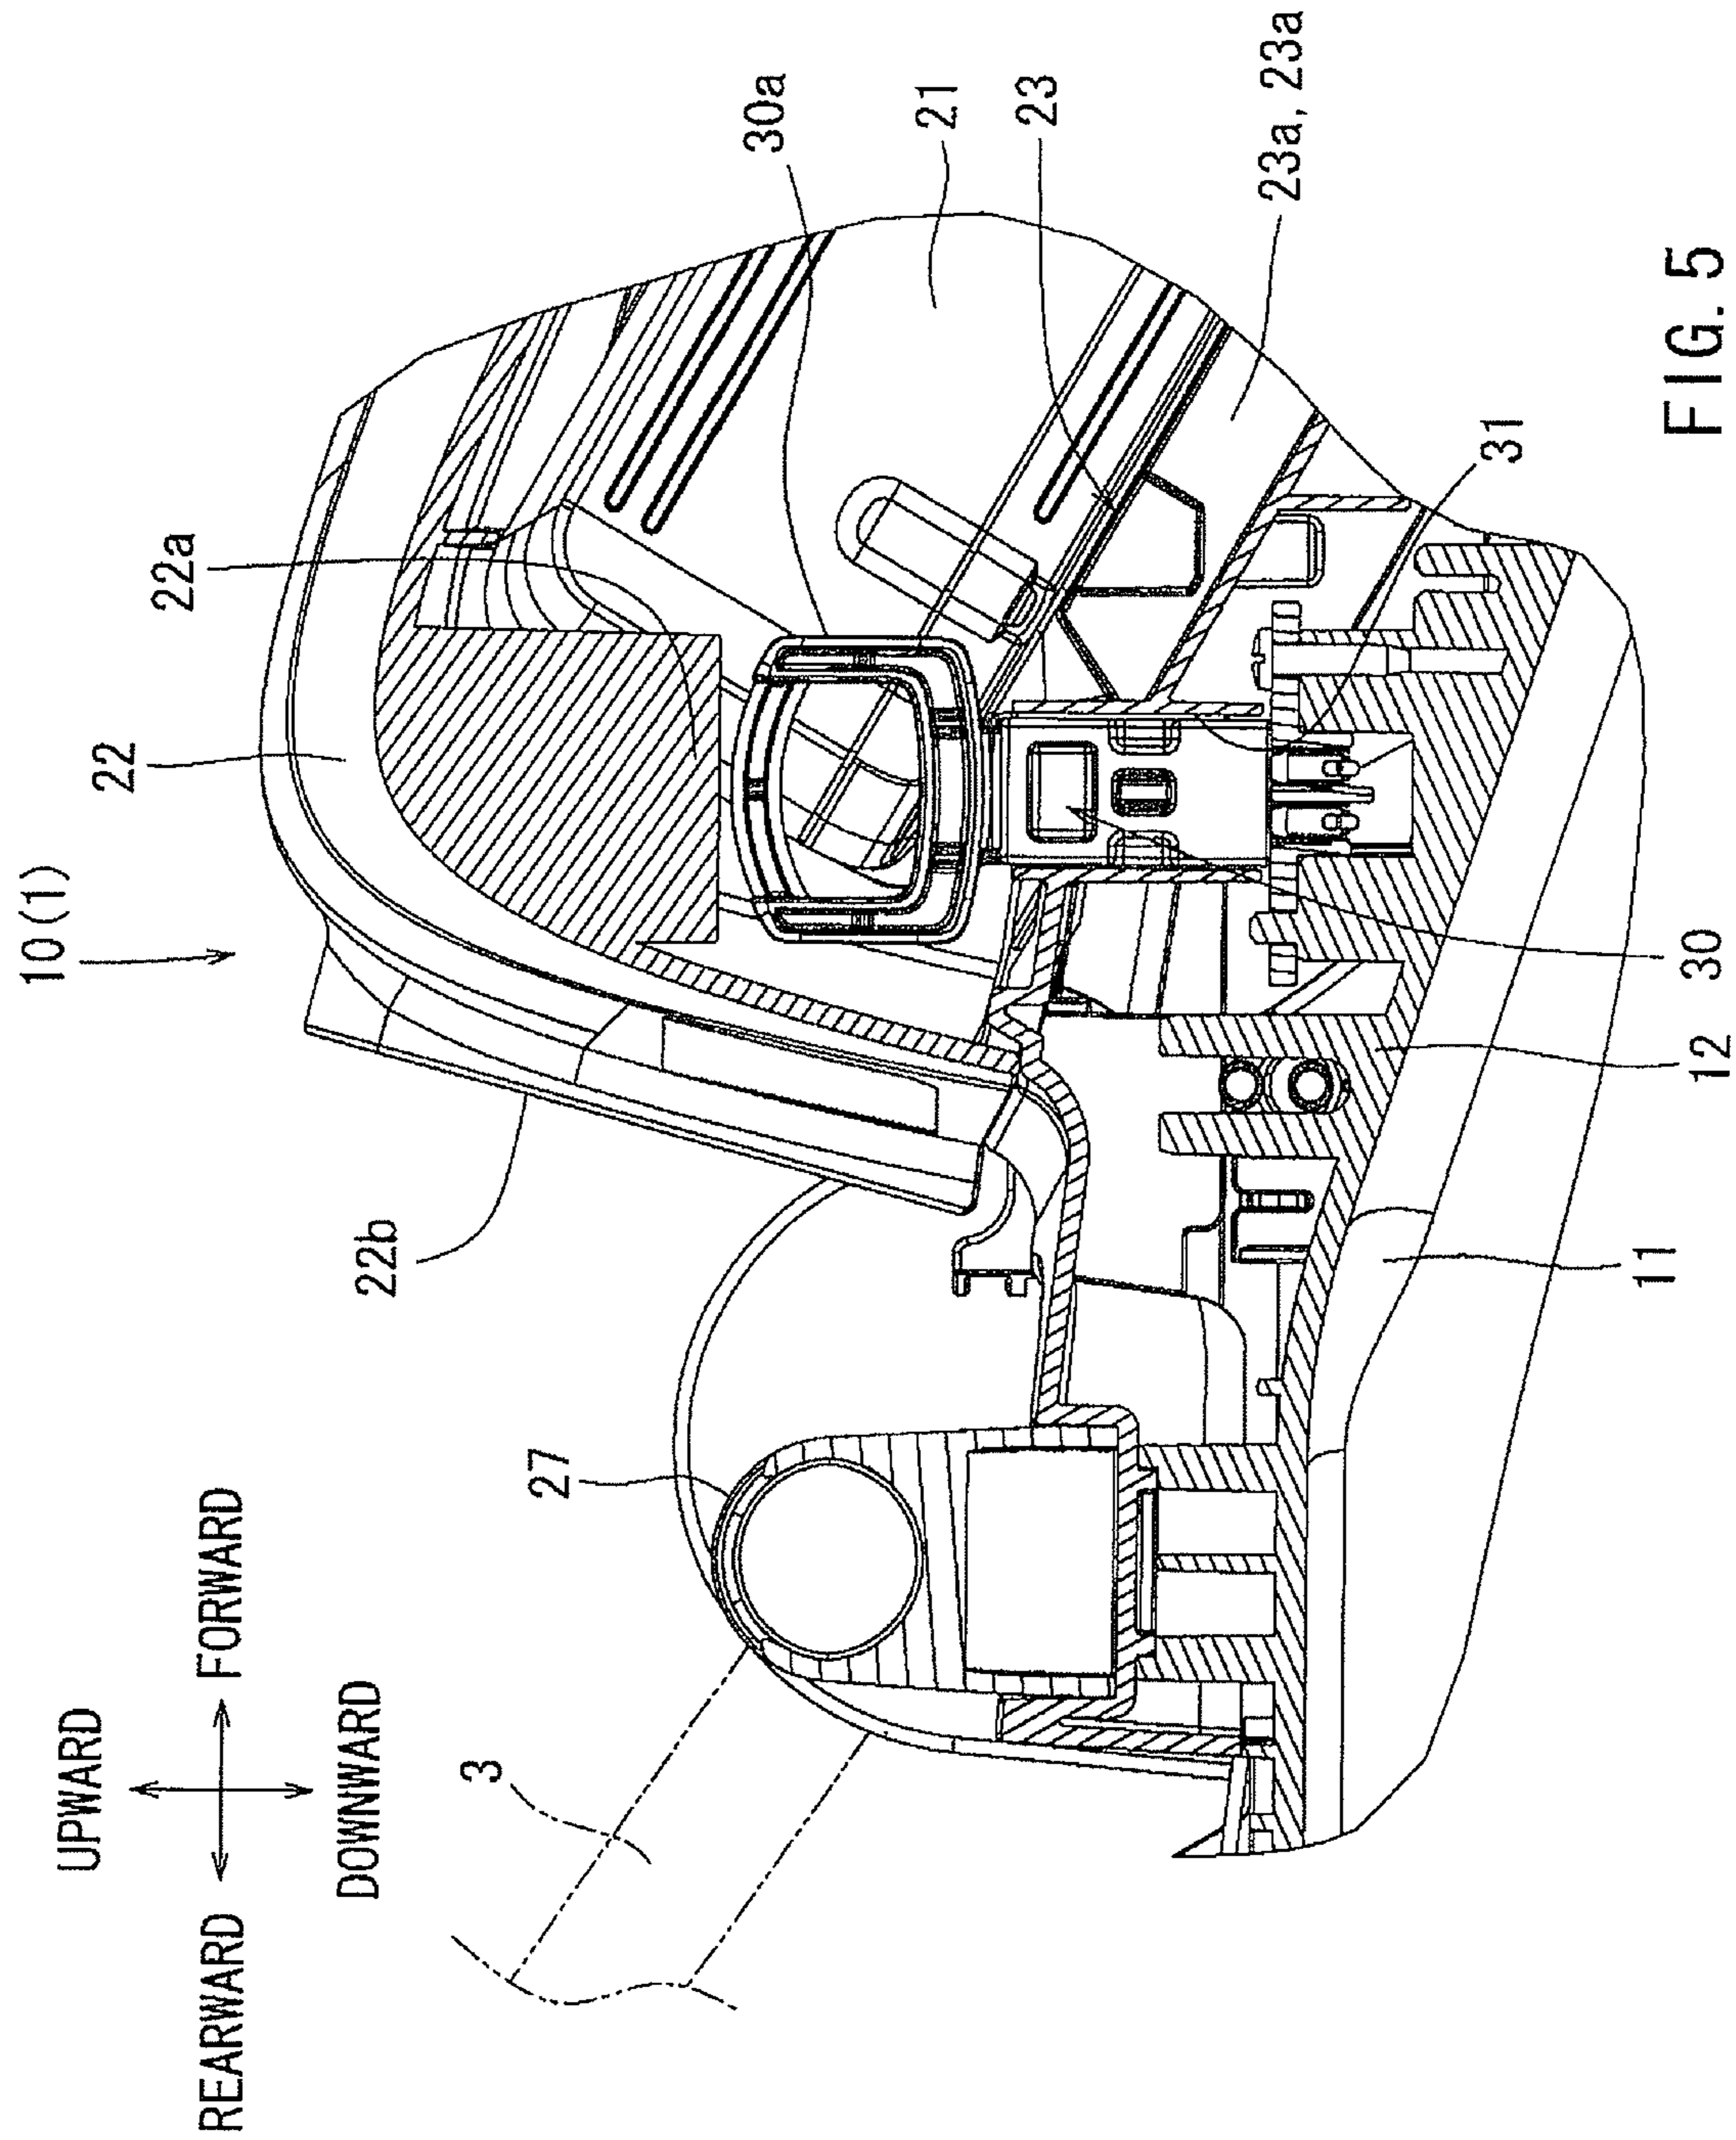 UPWARD
REARWARD
FORWARD
DOWNWARD
10(1)
3
27
22b
22
22a
30a
21
23
23a, 23a
11
12
30
31
FIG. 5